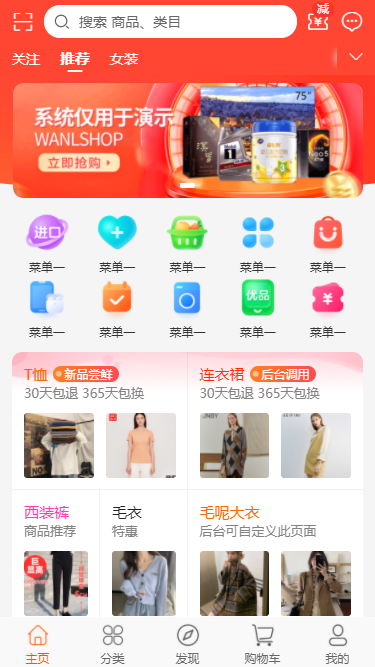 搜索 商品、类目
减
关注 推荐 女装
系统仅用于演示
WANLSHOP
立即抢购
75"
Neo 5
进口
菜单一 菜单一 菜单一 菜单一 菜单一
优品
菜单一 菜单一 菜单一 菜单一 菜单一
T恤 新品尝鲜
30天包退 365天包换
连衣裙 后台调用
30天包退 365天包换
JNBY
西装裤
商品推荐
毛衣
特惠
毛呢大衣
后台可自定义此页面
巨显高
主页 分类 发现 购物车 我的